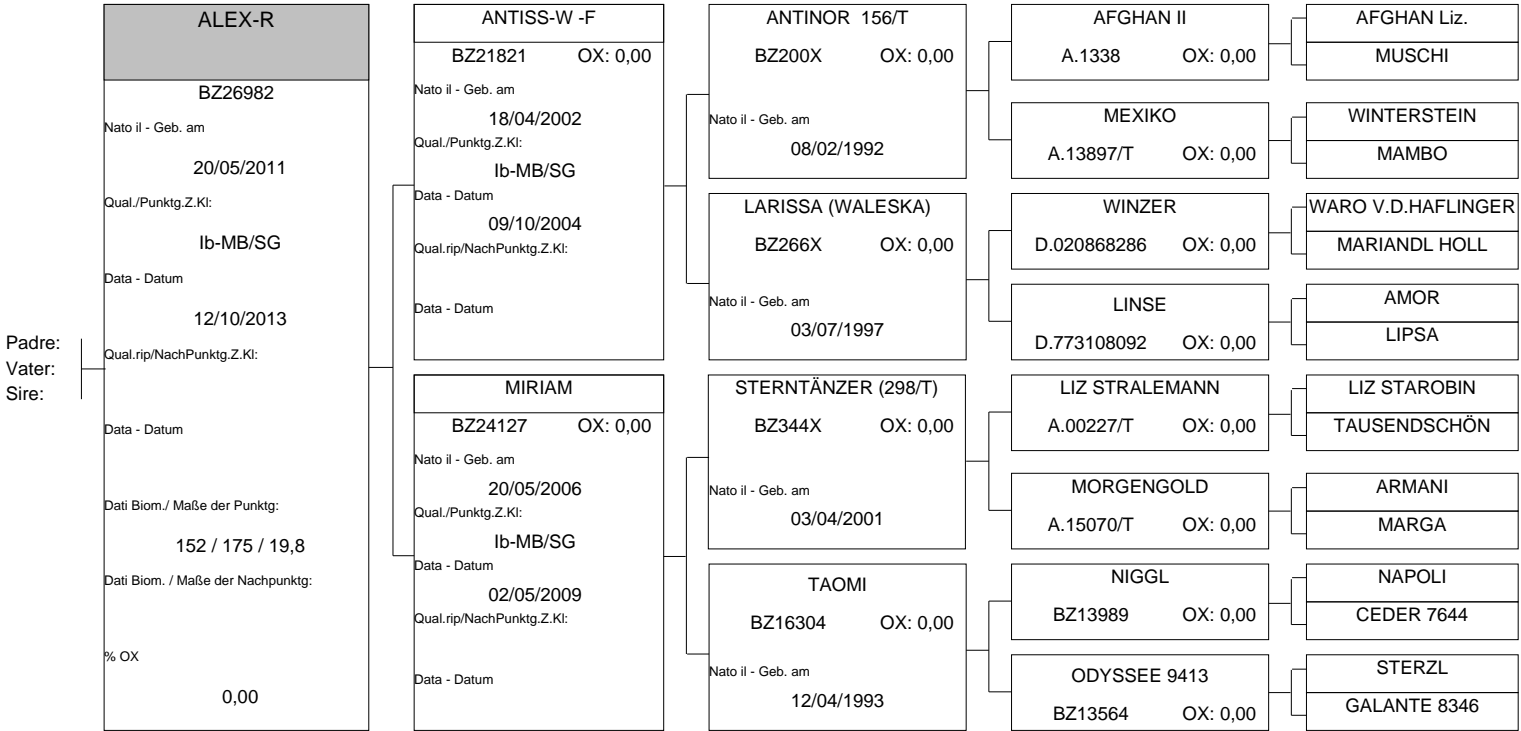 Padre:
Vater:
Sire:
ALEX-R
BZ26982
Nato il - Geb. am
20/05/2011
Qual./Punktg.Z.Kl:
Ib-MB/SG
Data - Datum
12/10/2013
Qual.rip/NachPunktg.Z.Kl:
Data - Datum
Dati Biom./ Maße der Punktg:
152 / 175 / 19,8
Dati Biom. / Maße der Nachpunktg:
% OX
0,00
ANTISS-W -F
BZ21821 OX: 0,00
Nato il - Geb. am
18/04/2002
Qual./Punktg.Z.Kl:
Ib-MB/SG
Data - Datum
09/10/2004
Qual.rip/NachPunktg.Z.Kl:
Data - Datum
MIRIAM
BZ24127 OX: 0,00
Nato il - Geb. am
20/05/2006
Qual./Punktg.Z.Kl:
Ib-MB/SG
Data - Datum
02/05/2009
Qual.rip/NachPunktg.Z.Kl:
Data - Datum
ANTINOR 156/T
BZ200X OX: 0,00
Nato il - Geb. am
08/02/1992
LARISSA (WALESKA)
BZ266X OX: 0,00
Nato il - Geb. am
03/07/1997
STERNTÄNZER (298/T)
BZ344X OX: 0,00
Nato il - Geb. am
03/04/2001
TAOMI
BZ16304 OX: 0,00
Nato il - Geb. am
12/04/1993
AFGHAN II
A.1338 OX: 0,00
MEXIKO
A.13897/T OX: 0,00
WINZER
D.020868286 OX: 0,00
LINSE
D.773108092 OX: 0,00
LIZ STRALEMANN
A.00227/T OX: 0,00
MORGENGOLD
A.15070/T OX: 0,00
NIGGL
BZ13989 OX: 0,00
ODYSSEE 9413
BZ13564 OX: 0,00
AFGHAN Liz.
MUSCHI
WINTERSTEIN
MAMBO
WARO V.D.HAFLINGER
MARIANDL HOLL
AMOR
LIPSA
LIZ STAROBIN
TAUSENDSCHÖN
ARMANI
MARGA
NAPOLI
CEDER 7644
STERZL
GALANTE 8346